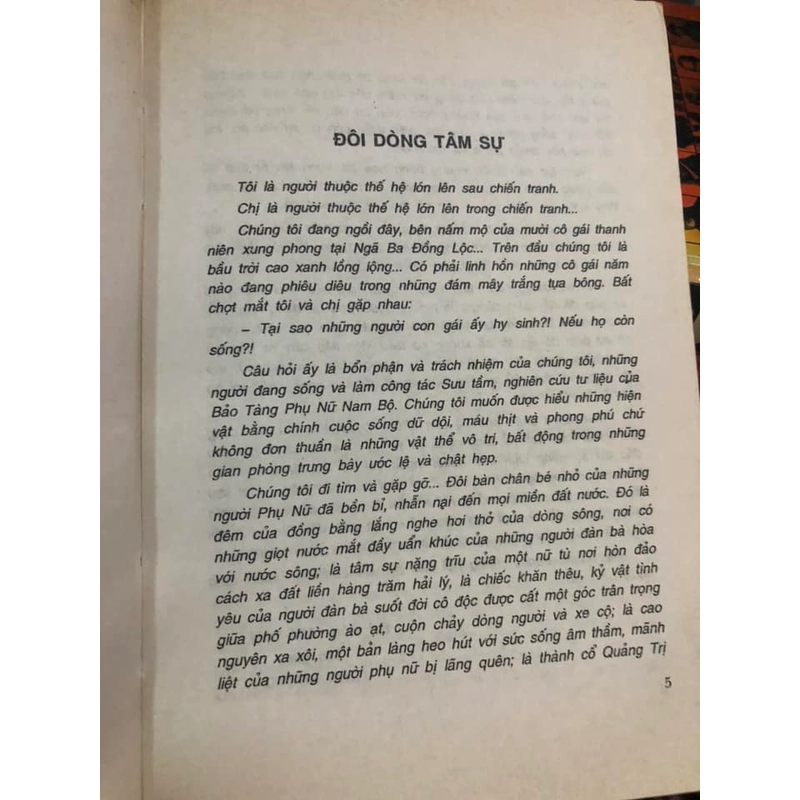 ĐÔI DÒNG TÂM SỰ
Tôi là người thuộc thế hệ lớn lên sau chiến tranh.
Chị là người thuộc thế hệ lớn lên trong chiến tranh...
Chúng tôi đang ngồi đây, bên nấm mộ của mười cô gái thanh
niên xung phong tại Ngã Ba Đồng Lộc... Trên đầu chúng tôi là
bầu trời cao xanh lồng lộng... Có phải linh hồn những cô gái năm
nào đang phiêu diêu trong những đám mây trắng tựa bông. Bất
chợt mắt tôi và chị gặp nhau:
– Tại sao những người con gái ấy hy sinh?! Nếu họ còn
sống?!
Câu hỏi ấy là bổn phận và trách nhiệm của chúng tôi, những
người đang sống và làm công tác Sưu tầm, nghiên cứu tư liệu của
Bảo Tàng Phụ Nữ Nam Bộ. Chúng tôi muốn được hiểu những hiện
vật bằng chính cuộc sống dữ dội, máu thịt và phong phú chứ
không đơn thuần là những vật thể vô tri, bất động trong những
gian phòng trưng bày ước lệ và chật hẹp.
Chúng tôi đi tìm và gặp gỡ... Đôi bàn chân bé nhỏ của những
người Phụ Nữ đã bền bỉ, nhẫn nại đến mọi miền đất nước. Đó là
đêm của đồng bằng lắng nghe hơi thở của dòng sông, nơi có
những giọt nước mắt đầy uẩn khúc của những người đàn bà hòa
với nước sông; là tâm sự nặng trĩu của một nữ tù nơi hòn đảo
cách xa đất liền hàng trăm hải lý, là chiếc khăn thêu, kỷ vật tình
yêu của người đàn bà suốt đời cô độc được cất một góc trân trọng
giữa phố phường ào ạt, cuộn chảy dòng người và xe cộ; là cao
nguyên xa xôi, một bản làng heo hút với sức sống âm thầm, mãnh
liệt của những người phụ nữ bị lãng quên; là thành cổ Quảng Trị
5